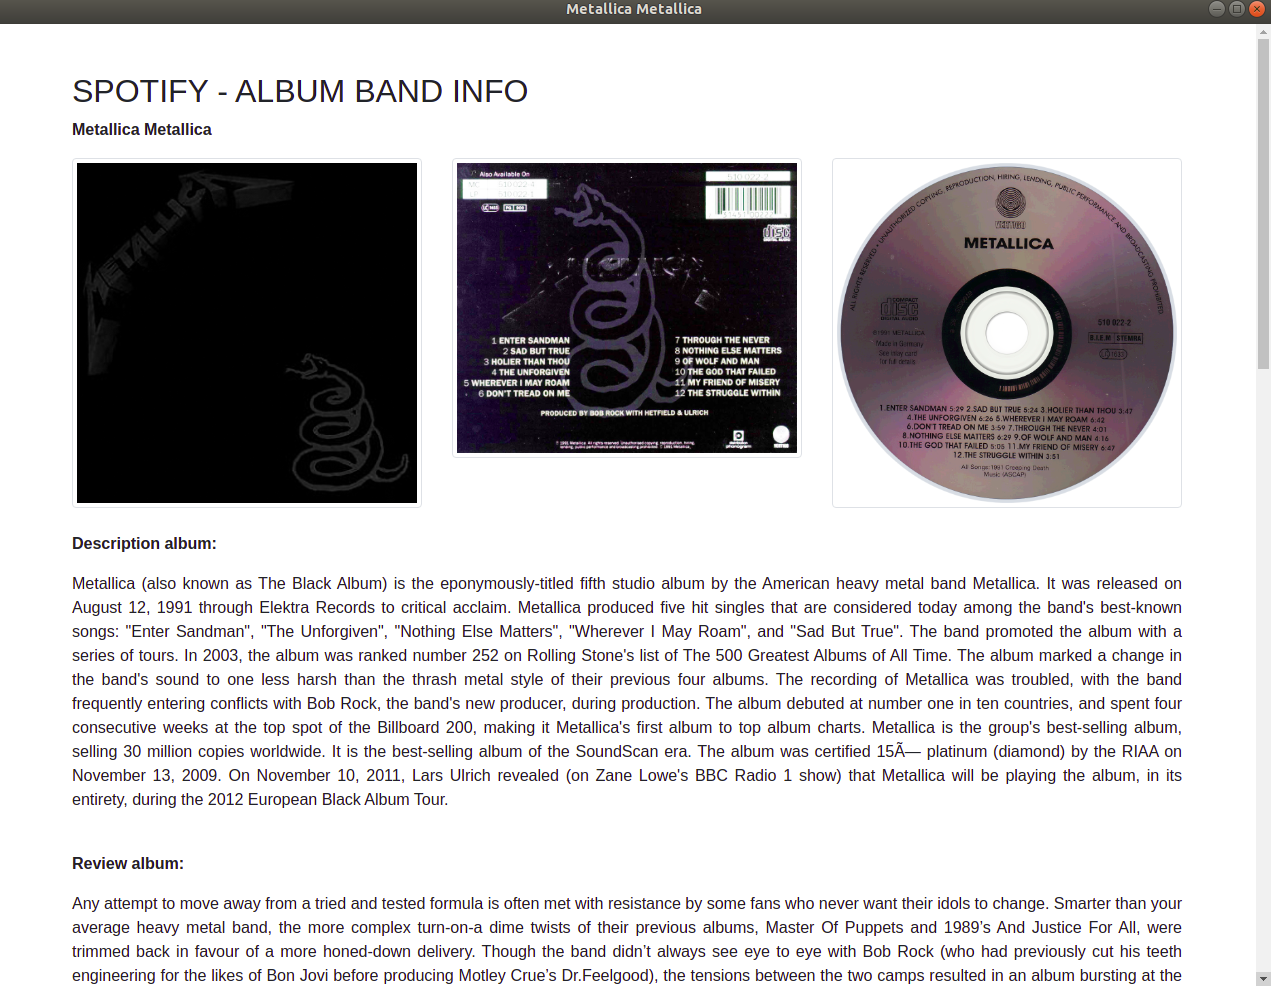 Metallica Metallica
SPOTIFY - ALBUM BAND INFO
Metallica Metallica
METALLICA
Also Available On
510 022-4
510 022-1
510 022-2
disc
1 ENTER SANDMAN
2 SAD BUT TRUE
3 HOLIER THAN THOU
4 THE UNFORGIVEN
5 WHEREVER I MAY ROAM
6 DON'T TREAD ON ME
7 THROUGH THE NEVER
8 NOTHING ELSE MATTERS
9 OF WOLF AND MAN
10 THE GOD THAT FAILED
11 MY FRIEND OF MISERY
12 THE STRUGGLE WITHIN
PRODUCED BY BOB ROCK WITH HETFIELD & ULRICH
ALL RIGHTS RESERVED • UNAUTHORIZED COPYING, REPRODUCTION, HIRING, LENDING, PUBLIC PERFORMANCE AND BROADCASTING PROHIBITED
VERTIGO
METALLICA
COMPACT
disc
DIGITAL AUDIO
℗1991 METALLICA
Made in Germany
See inlay card
for full details
510 022-2
B.I.E.M. STEMRA
1.ENTER SANDMAN 5:29 2.SAD BUT TRUE 5:24 3.HOLIER THAN THOU 3:47
4.THE UNFORGIVEN 6:26 5.WHEREVER I MAY ROAM 6:42
6.DON'T TREAD ON ME 3:59 7.THROUGH THE NEVER 4:01
8.NOTHING ELSE MATTERS 6:29 9.OF WOLF AND MAN 4:16
10.THE GOD THAT FAILED 5:05 11.MY FRIEND OF MISERY 6:47
12.THE STRUGGLE WITHIN 3:51
All Songs 1991 Creeping Death
Music (ASCAP)
Description album:
Metallica (also known as The Black Album) is the eponymously-titled fifth studio album by the American heavy metal band Metallica. It was released on
August 12, 1991 through Elektra Records to critical acclaim. Metallica produced five hit singles that are considered today among the band's best-known
songs: "Enter Sandman", "The Unforgiven", "Nothing Else Matters", "Wherever I May Roam", and "Sad But True". The band promoted the album with a
series of tours. In 2003, the album was ranked number 252 on Rolling Stone's list of The 500 Greatest Albums of All Time. The album marked a change in
the band's sound to one less harsh than the thrash metal style of their previous four albums. The recording of Metallica was troubled, with the band
frequently entering conflicts with Bob Rock, the band's new producer, during production. The album debuted at number one in ten countries, and spent four
consecutive weeks at the top spot of the Billboard 200, making it Metallica's first album to top album charts. Metallica is the group's best-selling album,
selling 30 million copies worldwide. It is the best-selling album of the SoundScan era. The album was certified 15Ã— platinum (diamond) by the RIAA on
November 13, 2009. On November 10, 2011, Lars Ulrich revealed (on Zane Lowe's BBC Radio 1 show) that Metallica will be playing the album, in its
entirety, during the 2012 European Black Album Tour.
Review album:
Any attempt to move away from a tried and tested formula is often met with resistance by some fans who never want their idols to change. Smarter than your
average heavy metal band, the more complex turn-on-a dime twists of their previous albums, Master Of Puppets and 1989’s And Justice For All, were
trimmed back in favour of a more honed-down delivery. Though the band didn’t always see eye to eye with Bob Rock (who had previously cut his teeth
engineering for the likes of Bon Jovi before producing Motley Crue’s Dr.Feelgood), the tensions between the two camps resulted in an album bursting at the